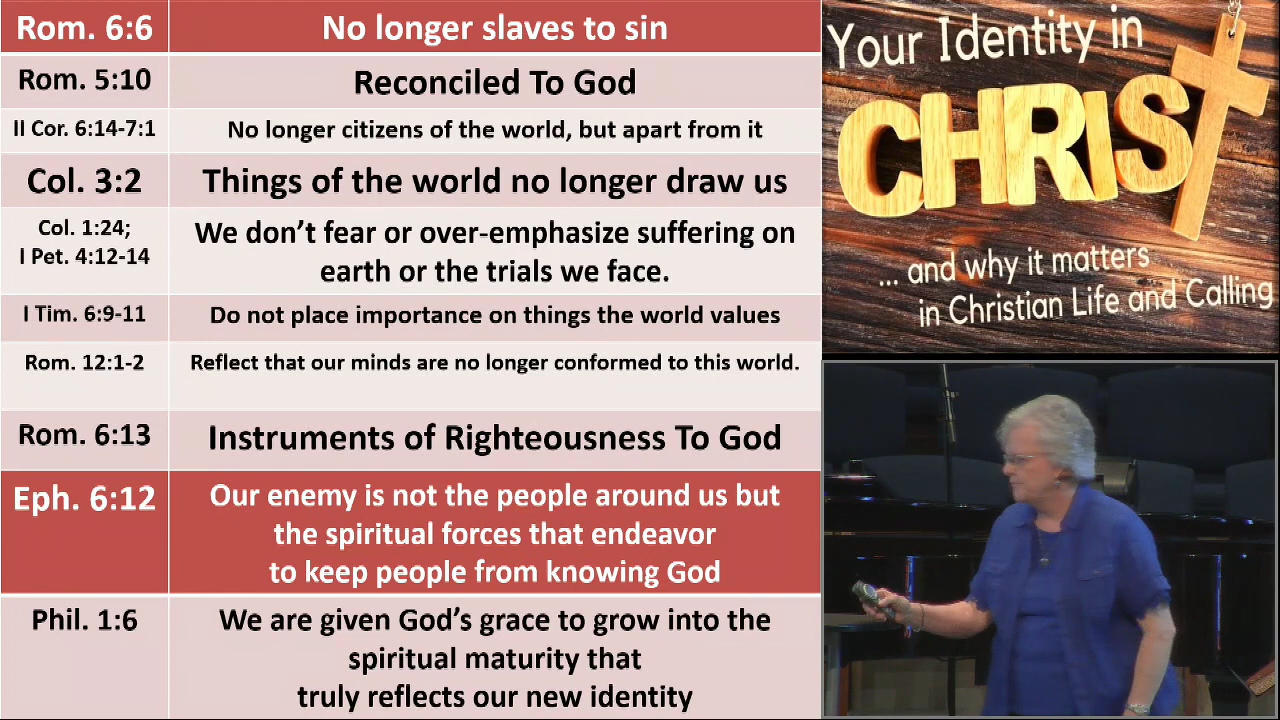 Rom. 6:6
No longer slaves to sin
Rom. 5:10
Reconciled To God
II Cor. 6:14-7:1
No longer citizens of the world, but apart from it
Col. 3:2
Things of the world no longer draw us
Col. 1:24;
I Pet. 4:12-14
We don’t fear or over-emphasize suffering on
earth or the trials we face.
I Tim. 6:9-11
Do not place importance on things the world values
Rom. 12:1-2
Reflect that our minds are no longer conformed to this world.
Rom. 6:13
Instruments of Righteousness To God
Eph. 6:12
Our enemy is not the people around us but
the spiritual forces that endeavor
to keep people from knowing God
Phil. 1:6
We are given God’s grace to grow into the
spiritual maturity that
truly reflects our new identity
Your Identity in
CHRIST
... and why it matters
in Christian Life and Calling